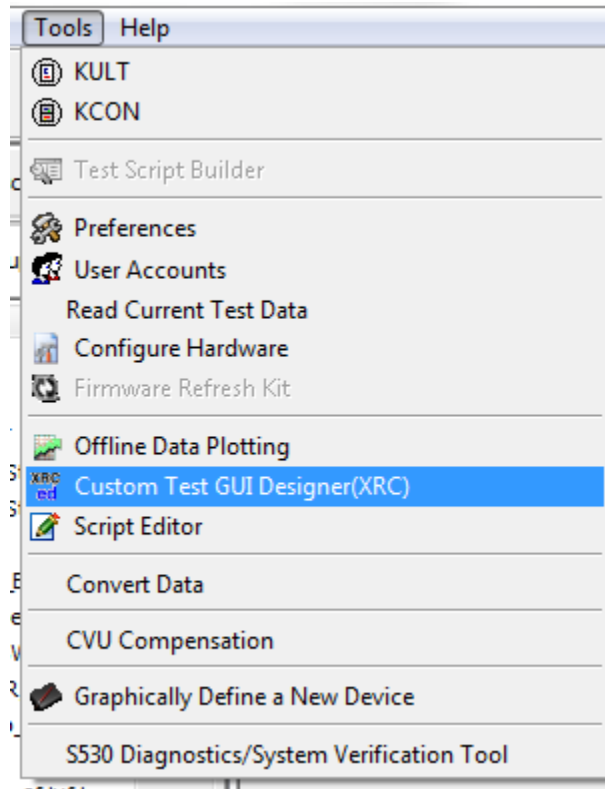 Tools Help
KULT
KCON
Test Script Builder
Preferences
User Accounts
Read Current Test Data
Configure Hardware
Firmware Refresh Kit
Offline Data Plotting
XRC
ed
Custom Test GUI Designer(XRC)
Script Editor
Convert Data
CVU Compensation
Graphically Define a New Device
S530 Diagnostics/System Verification Tool